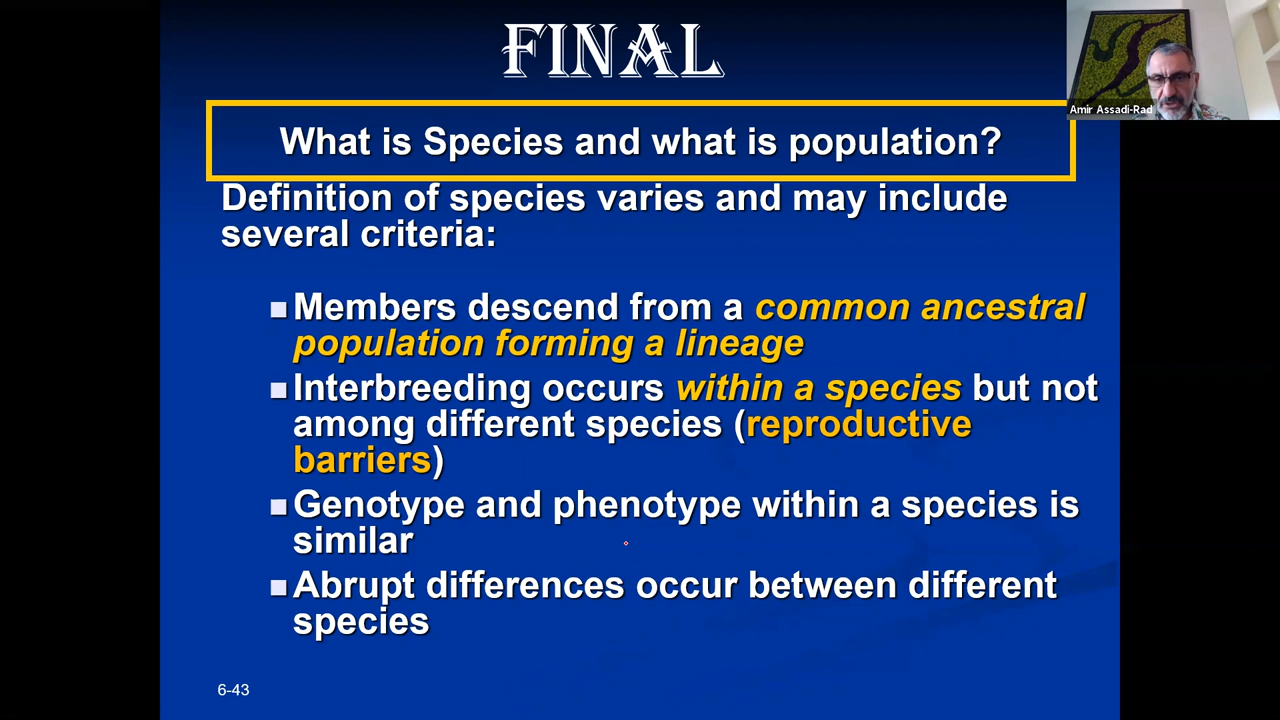 FINAL
Amir Assadi-Rad
What is Species and what is population?
Definition of species varies and may include
several criteria:
Members descend from a common ancestral
population forming a lineage
Interbreeding occurs within a species but not
among different species (reproductive
barriers)
Genotype and phenotype within a species is
similar
Abrupt differences occur between different
species
6-43